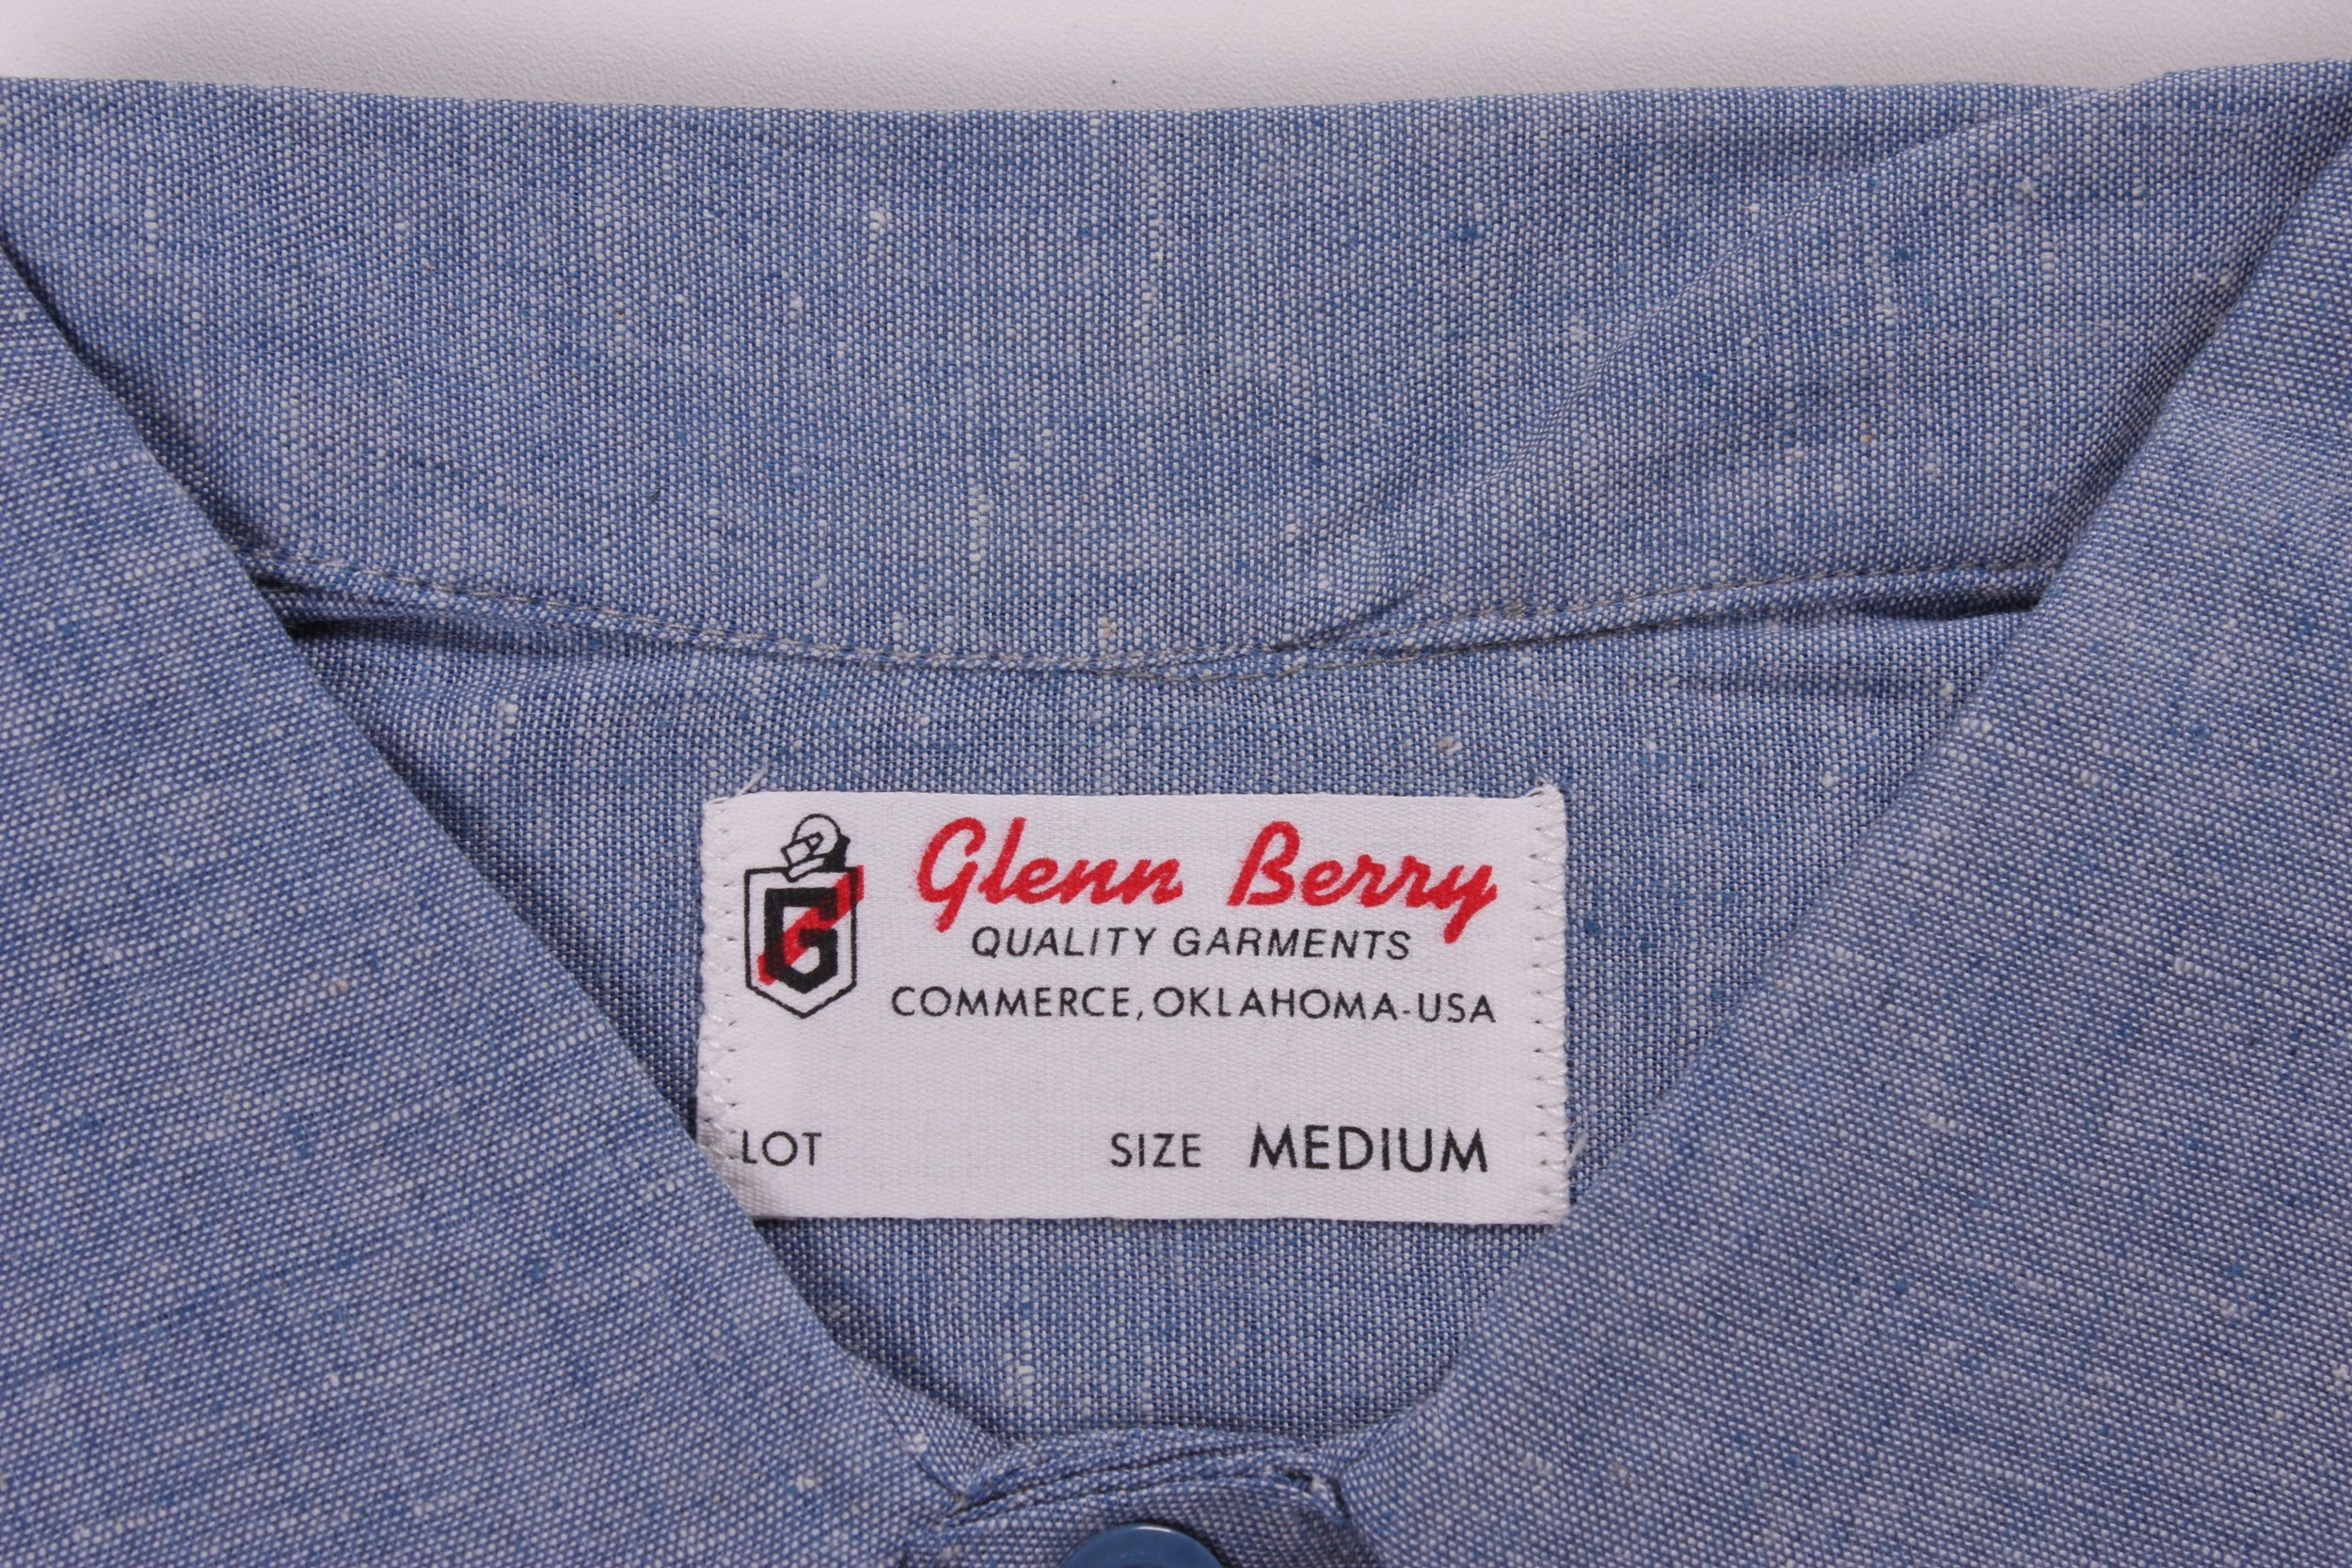 G
Glenn Berry
QUALITY GARMENTS
COMMERCE, OKLAHOMA-USA
LOT SIZE MEDIUM